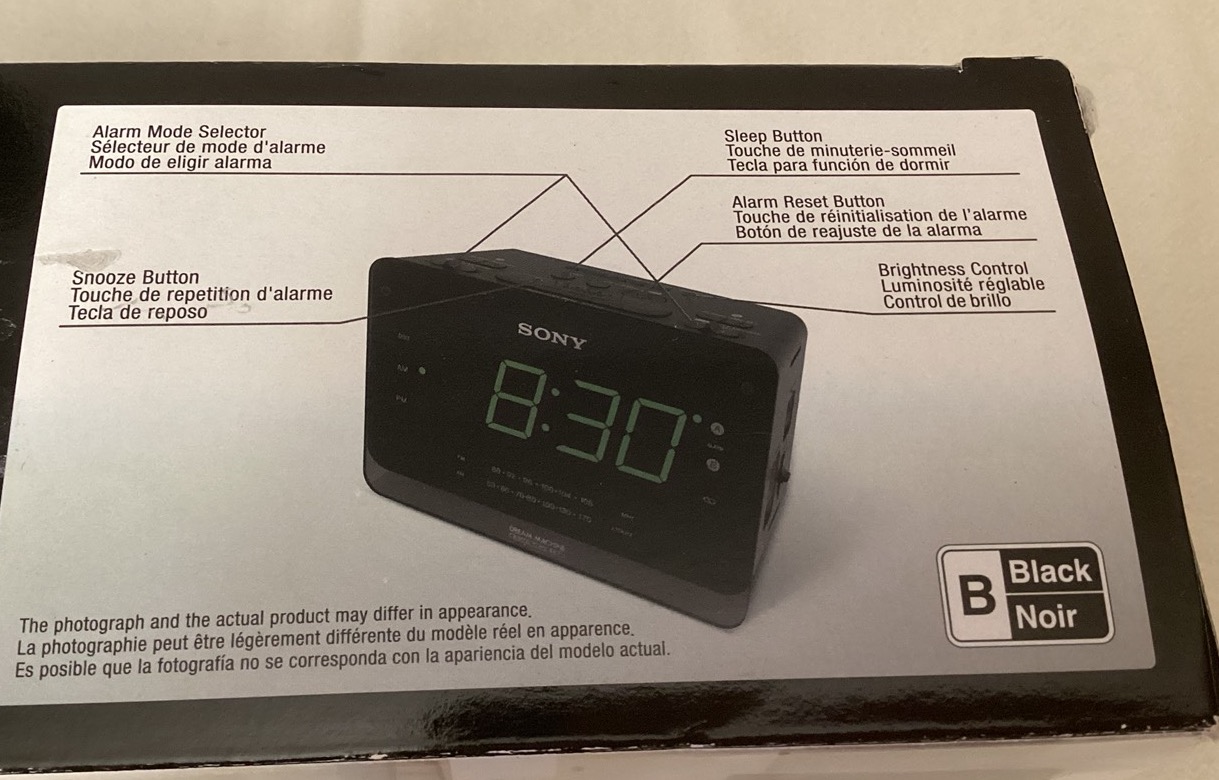 Alarm Mode Selector
Sélecteur de mode d'alarme
Modo de eligir alarma
Sleep Button
Touche de minuterie-sommeil
Tecla para función de dormir
Alarm Reset Button
Touche de réinitialisation de l'alarme
Botón de reajuste de la alarma
Snooze Button
Touche de repetition d'alarme
Tecla de reposo
Brightness Control
Luminosité réglable
Control de brillo
SONY
AM
PM
8:30
A
B
DREAM MACHINE
The photograph and the actual product may differ in appearance.
La photographie peut être légèrement différente du modèle réel en apparence.
Es posible que la fotografía no se corresponda con la apariencia del modelo actual.
B
Black
Noir